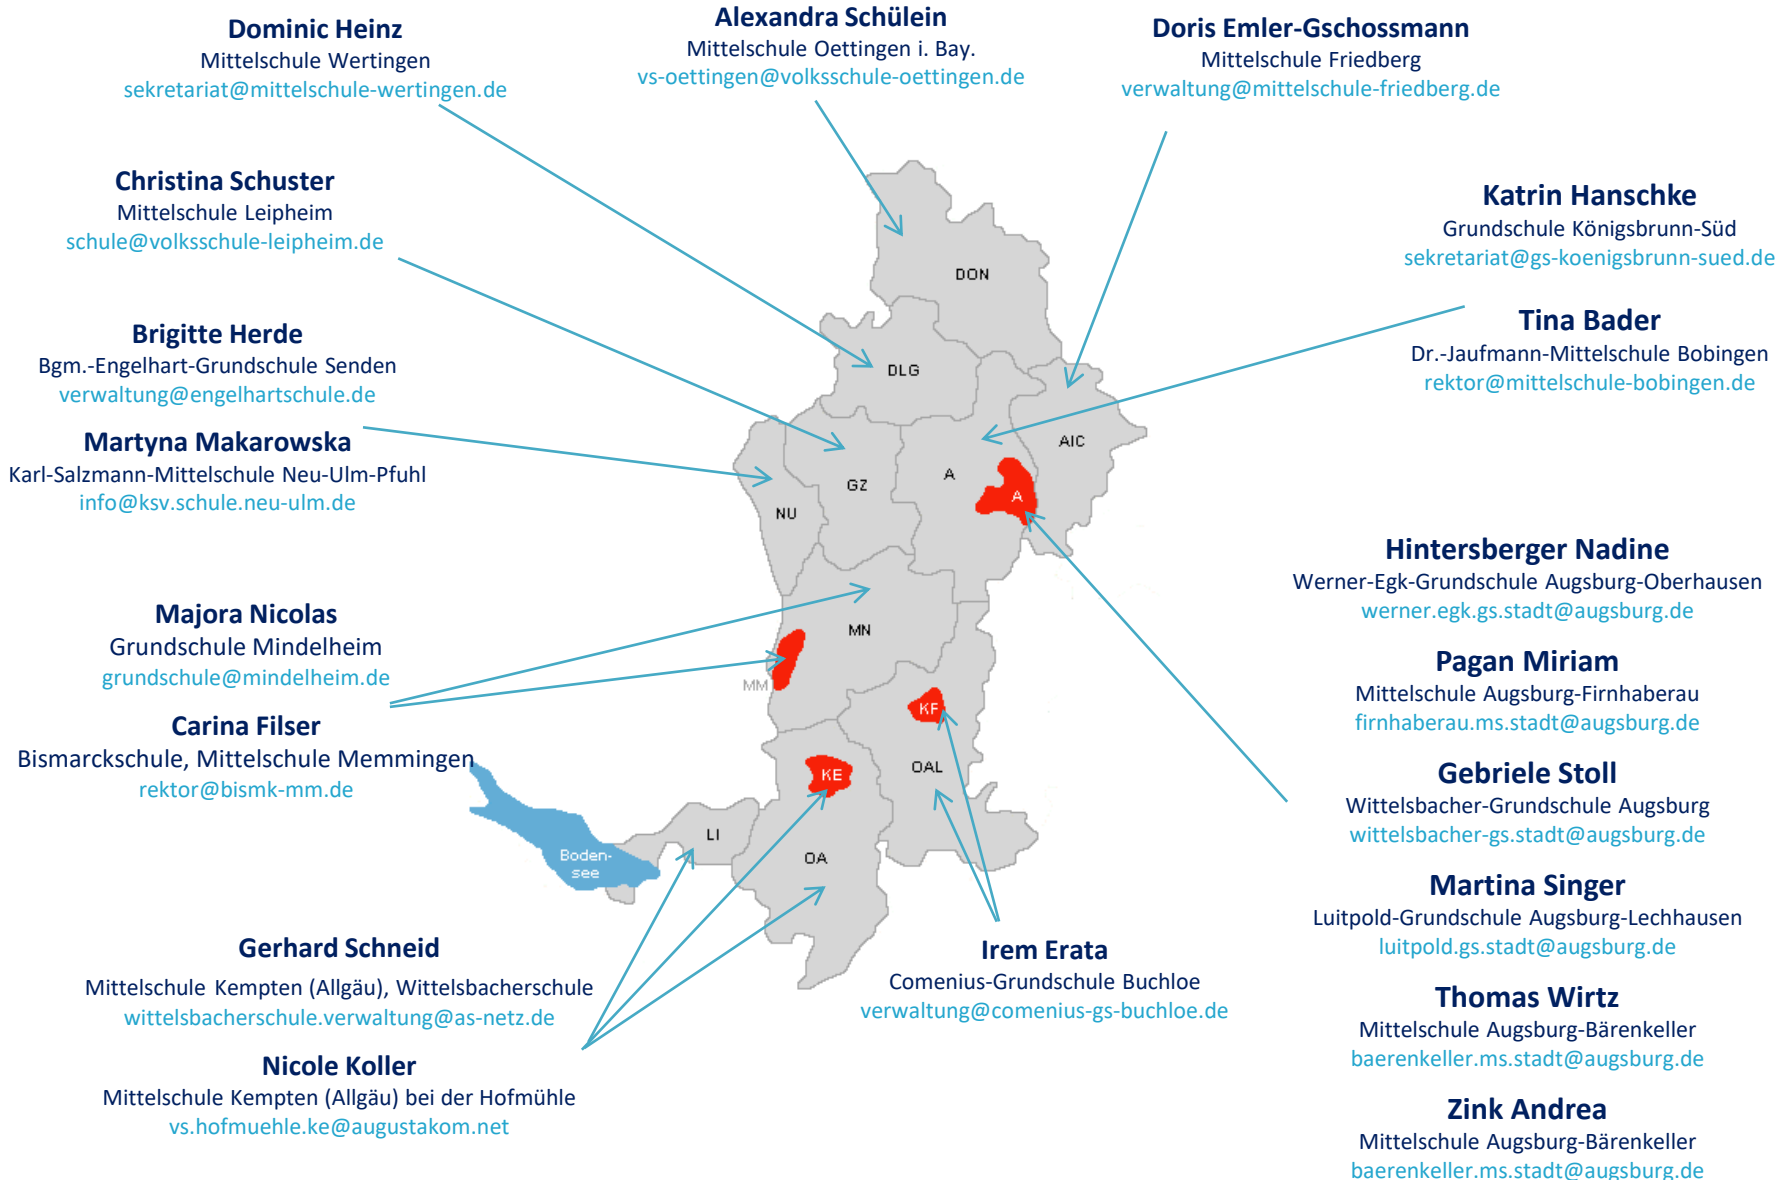 Dominic Heinz
Mittelschule Wertingen
sekretariat@mittelschule-wertingen.de
Alexandra Schülein
Mittelschule Oettingen i. Bay.
vs-oettingen@volksschule-oettingen.de
Doris Emler-Gschossmann
Mittelschule Friedberg
verwaltung@mittelschule-friedberg.de
Christina Schuster
Mittelschule Leipheim
schule@volksschule-leipheim.de
Katrin Hanschke
Grundschule Königsbrunn-Süd
sekretariat@gs-koenigsbrunn-sued.de
Brigitte Herde
Bgm.-Engelhart-Grundschule Senden
verwaltung@engelhartschule.de
Tina Bader
Dr.-Jaufmann-Mittelschule Bobingen
rektor@mittelschule-bobingen.de
Martyna Makarowska
Karl-Salzmann-Mittelschule Neu-Ulm-Pfuhl
info@ksv.schule.neu-ulm.de
DON
DLG
AIC
A
GZ
A
NU
MN
MM
KF
OAL
KE
LI
OA
Boden-
see
Majora Nicolas
Grundschule Mindelheim
grundschule@mindelheim.de
Carina Filser
Bismarckschule, Mittelschule Memmingen
rektor@bismk-mm.de
Hintersberger Nadine
Werner-Egk-Grundschule Augsburg-Oberhausen
werner.egk.gs.stadt@augsburg.de
Pagan Miriam
Mittelschule Augsburg-Firnhaberau
firnhaberau.ms.stadt@augsburg.de
Gebriele Stoll
Wittelsbacher-Grundschule Augsburg
wittelsbacher-gs.stadt@augsburg.de
Martina Singer
Luitpold-Grundschule Augsburg-Lechhausen
luitpold.gs.stadt@augsburg.de
Thomas Wirtz
Mittelschule Augsburg-Bärenkeller
baerenkeller.ms.stadt@augsburg.de
Zink Andrea
Mittelschule Augsburg-Bärenkeller
baerenkeller.ms.stadt@augsburg.de
Gerhard Schneid
Mittelschule Kempten (Allgäu), Wittelsbacherschule
wittelsbacherschule.verwaltung@as-netz.de
Nicole Koller
Mittelschule Kempten (Allgäu) bei der Hofmühle
vs.hofmuehle.ke@augustakom.net
Irem Erata
Comenius-Grundschule Buchloe
verwaltung@comenius-gs-buchloe.de